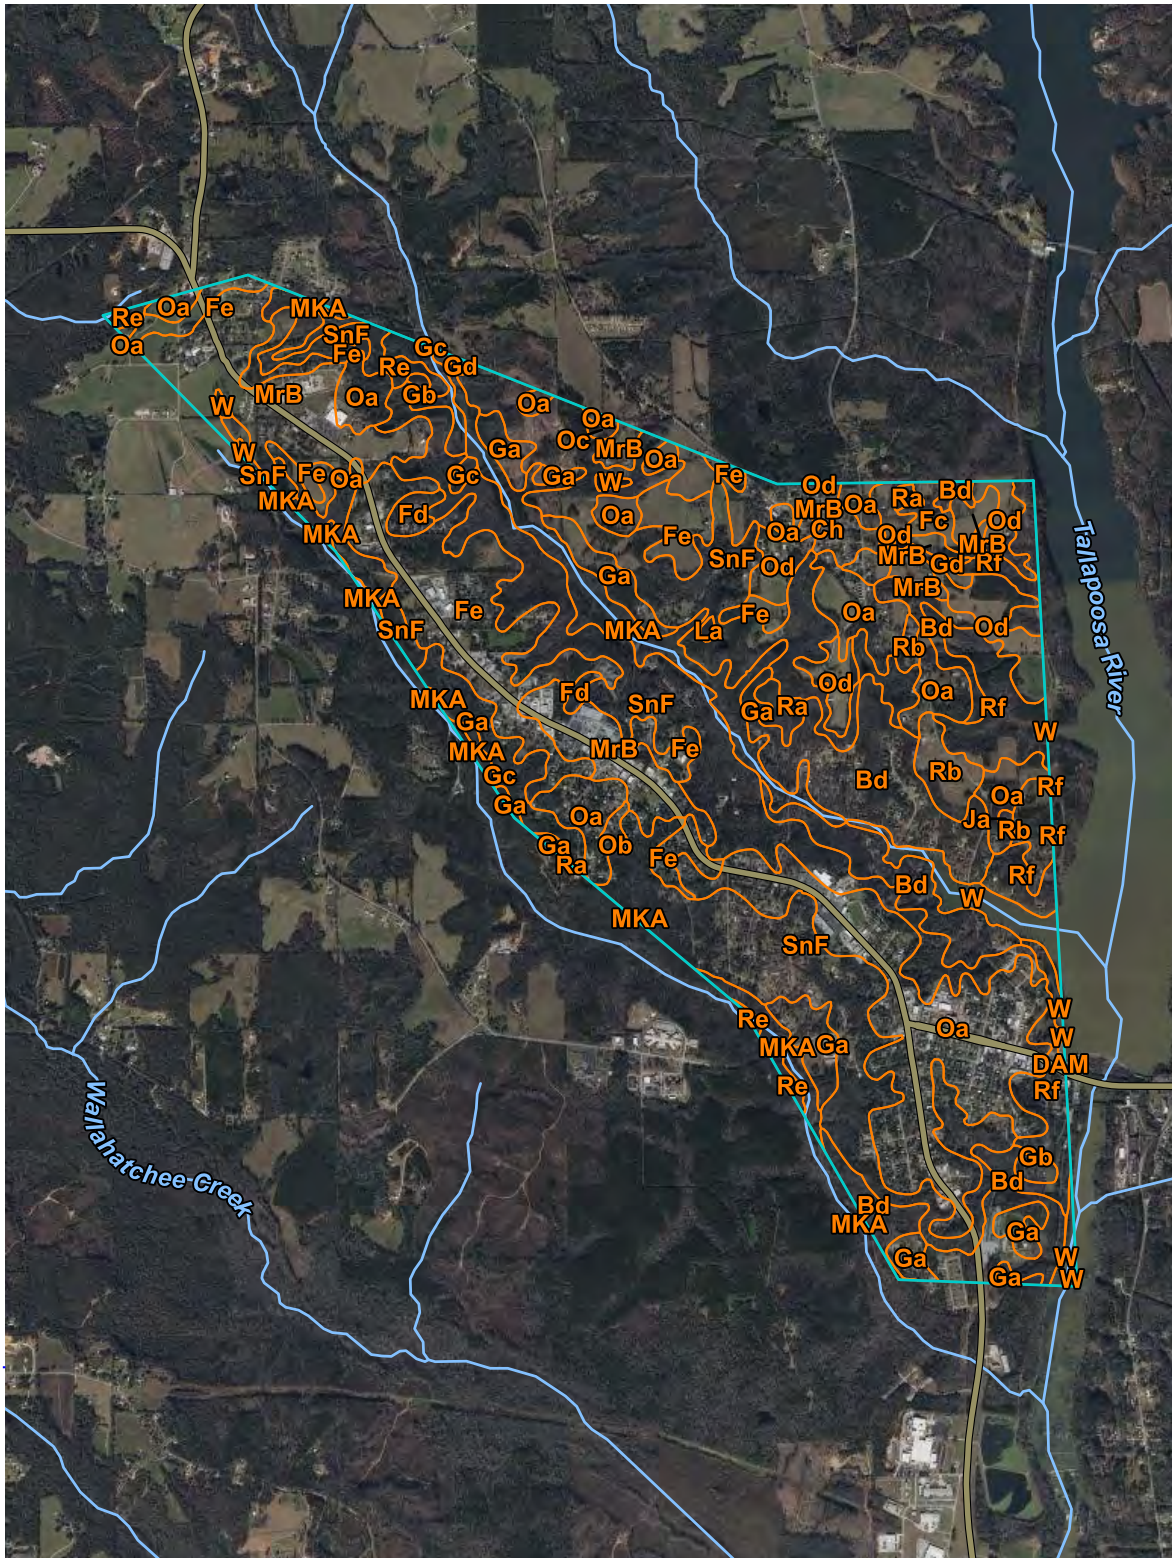 MKA
Oa Fe
Re
SnF
Oa
Fe
Gc
Re Gd
MrB Oa Gb
W
Oa
Oa
Oc
MrB
W Ga Oa
SnF Fe Oa Gc Ga W Fe
MKA Od Bd
Ra
MrB Oa
Fd Oa Fc Od
MKA Fe Oa Ch Od
MrB
SnF Od MrB Gd Rf
Ga MrB
MKA Fe Fe Oa
SnF MKA La Bd Od
Rb
Tallapoosa River
Od Oa
MKA Fd SnF Ga Ra Rf
Ga W
MKA MrB Fe
Gc Bd Rb Rf
Ga Oa Oa
Ja Rb Rf
Ga Ob
Ra Fe Rf
Bd W
MKA
SnF
W
Re Oa W
MKA Ga
DAM
Re Rf
Wallahatchee Creek
Gb
Bd
Bd
MKA Ga
Ga W
Ga W